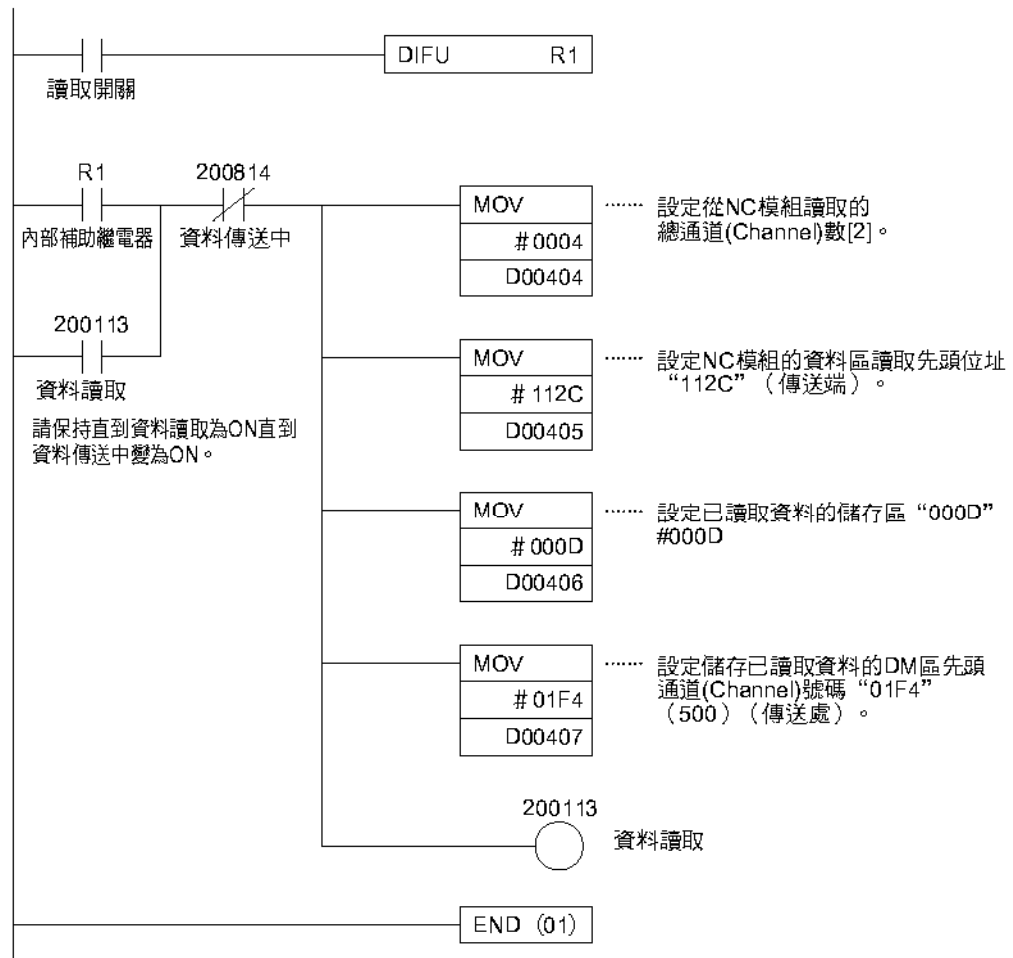 DIFU R1
讀取開關
R1
200814
MOV
#0004
D00404
內部補助繼電器
資料傳送中
⋯⋯ 設定從NC模組讀取的
總通道(Channel)數[2]。
200113
資料讀取
請保持直到資料讀取為ON直到
資料傳送中變為ON。
MOV
#112C
D00405
⋯⋯ 設定NC模組的資料區讀取先頭位址
“112C”（傳送端）。
MOV
#000D
D00406
⋯⋯ 設定已讀取資料的儲存區“000D”
#000D
MOV
#01F4
D00407
⋯⋯ 設定儲存已讀取資料的DM區先頭
通道(Channel)號碼“01F4”
（500）（傳送處）。
200113
資料讀取
END (01)